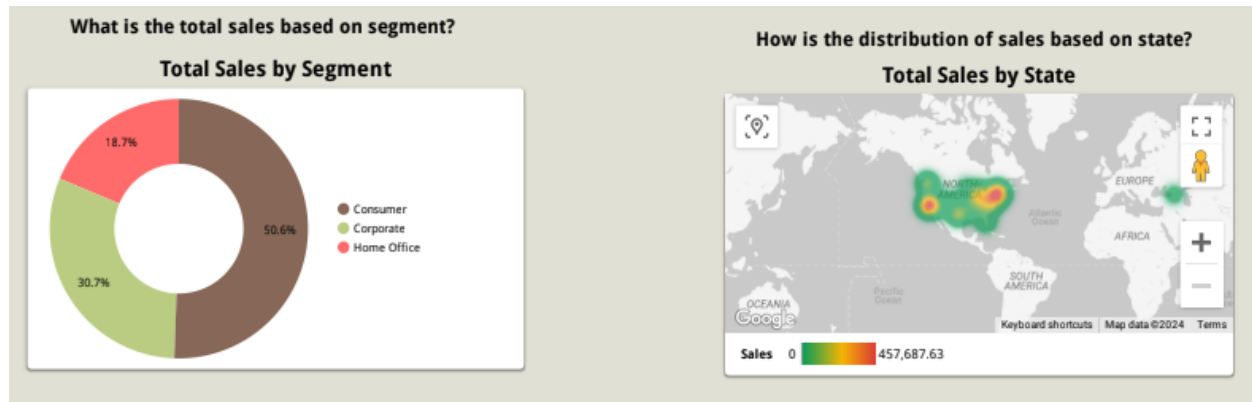 What is the total sales based on segment?
Total Sales by Segment
18.7%
50.6%
30.7%
Consumer
Corporate
Home Office
How is the distribution of sales based on state?
Total Sales by State
NORTH
AMERICA
EUROPE
Atlantic
Ocean
AFRICA
SOUTH
AMERICA
Pacific
Ocean
OCEANIA
Google
Keyboard shortcuts Map data ©2024 Terms
Sales 0 457,687.63